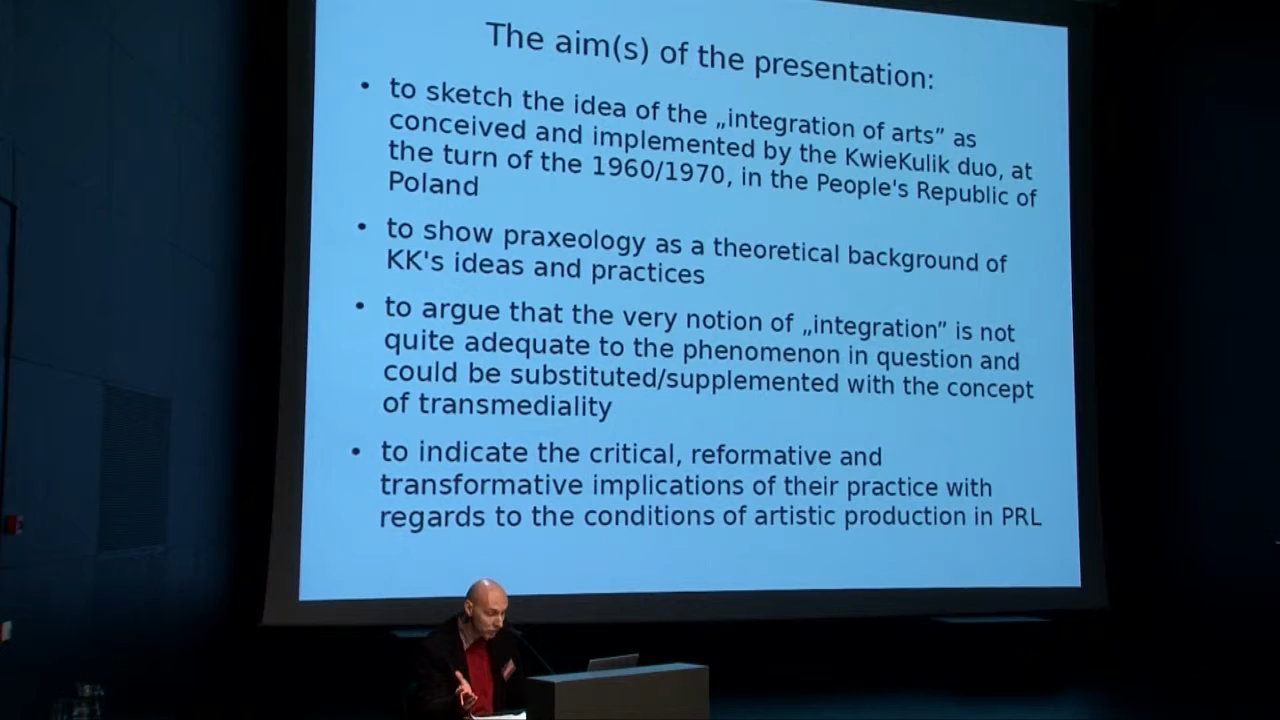 The aim(s) of the presentation:
• to sketch the idea of the „integration of arts” as
conceived and implemented by the KwieKulik duo, at
the turn of the 1960/1970, in the People's Republic of
Poland
• to show praxeology as a theoretical background of
KK's ideas and practices
• to argue that the very notion of „integration” is not
quite adequate to the phenomenon in question and
could be substituted/supplemented with the concept
of transmediality
• to indicate the critical, reformative and
transformative implications of their practice with
regards to the conditions of artistic production in PRL